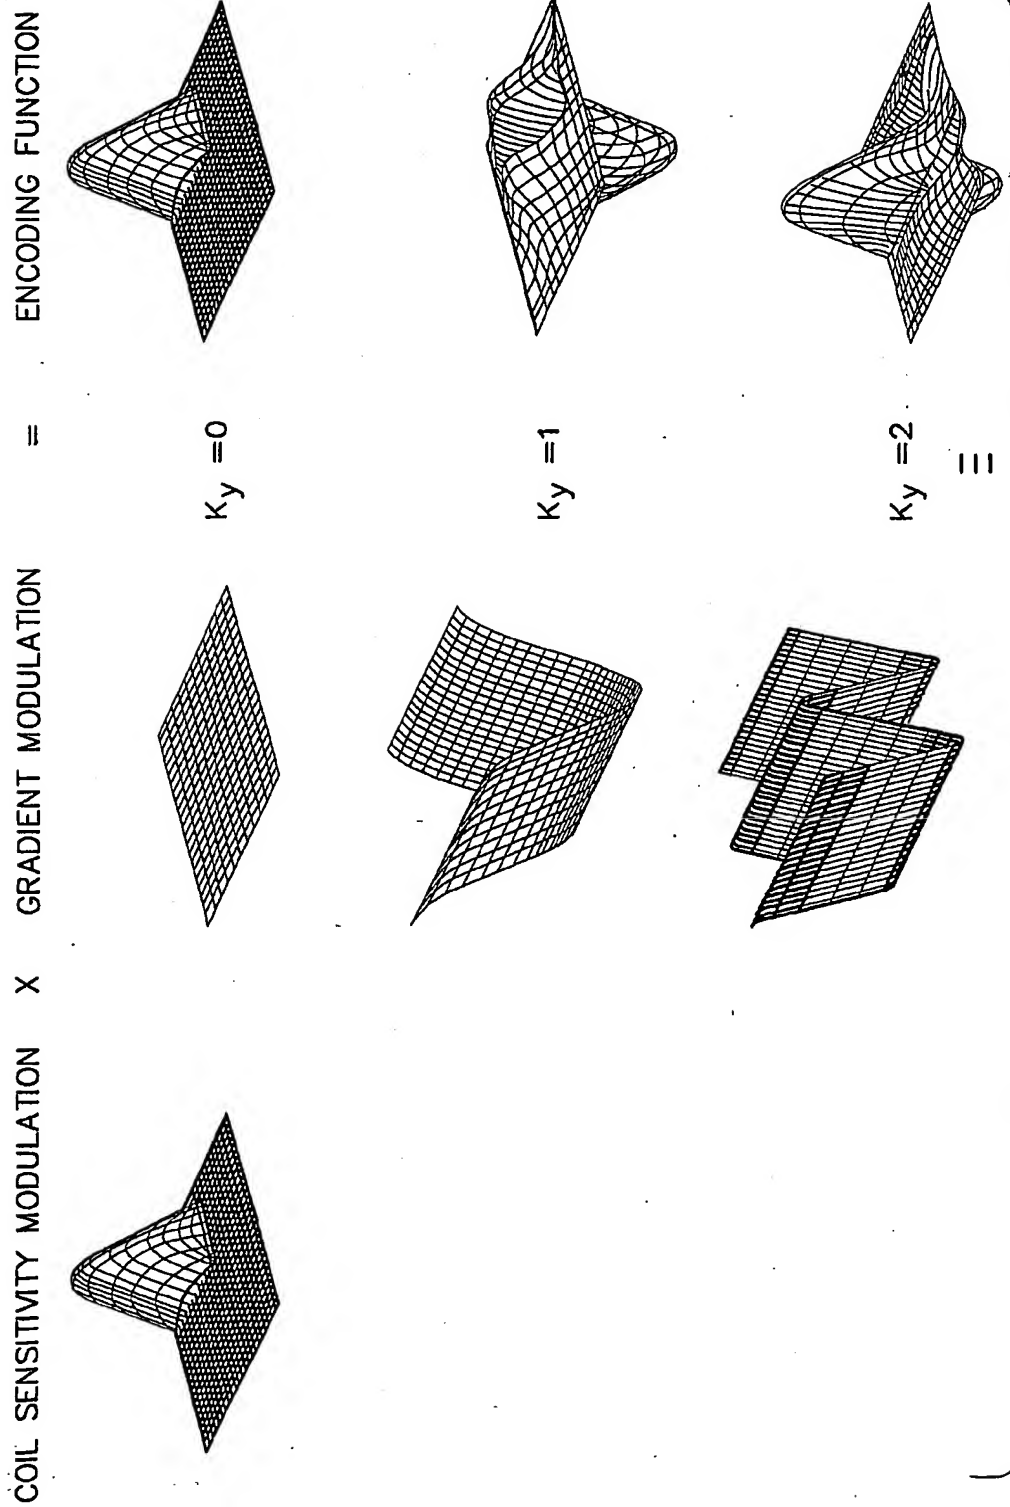 COIL SENSITIVITY MODULATION X GRADIENT MODULATION = ENCODING FUNCTION
Ky =0
Ky =1
Ky =2